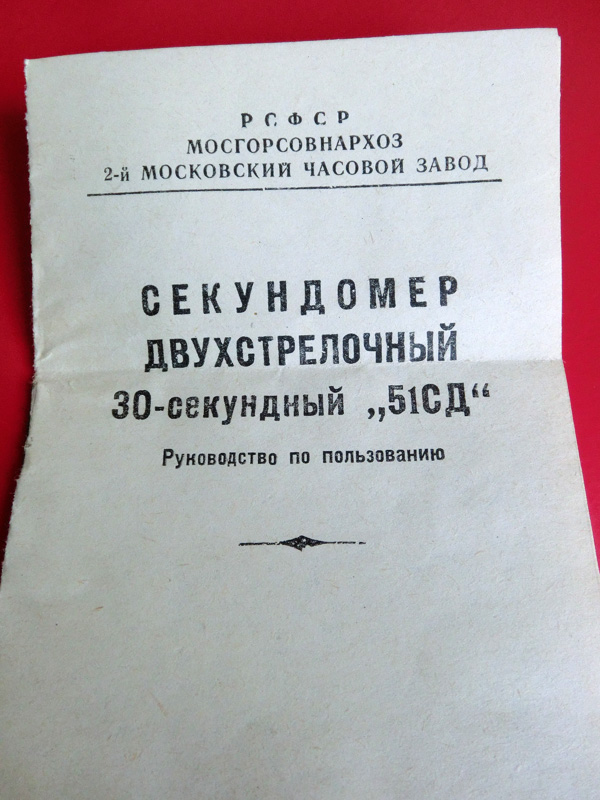 РСФСР
МОСГОРСОВНАРХОЗ
2-й МОСКОВСКИЙ ЧАСОВОЙ ЗАВОД
СЕКУНДОМЕР
ДВУХСТРЕЛОЧНЫЙ
30-секундный „51СД“
Руководство по пользованию